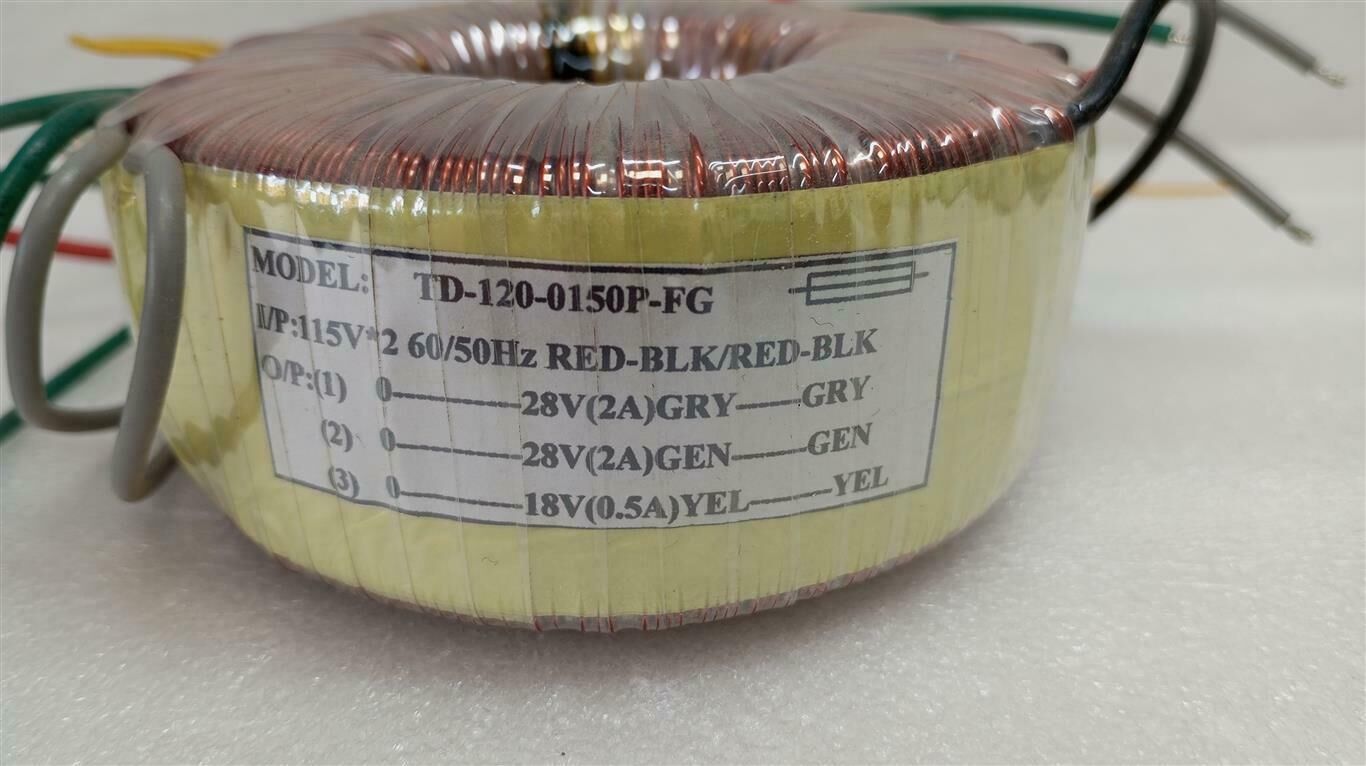 MODEL: TD-120-0150P-FG
I/P:115V*2 60/50Hz RED-BLK/RED-BLK
O/P:(1) 0————28V(2A)GRY——GRY
(2) 0————28V(2A)GEN——GEN
(3) 0————18V(0.5A)YEL——YEL